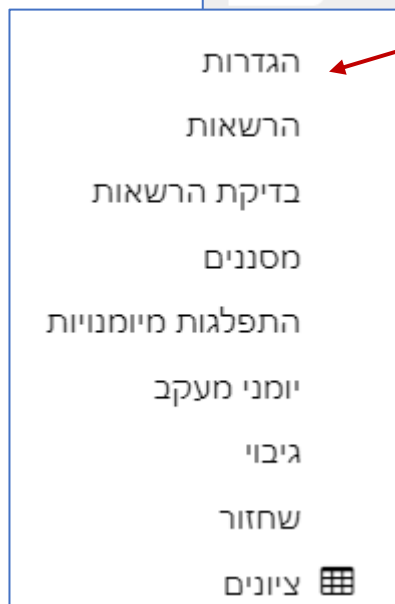 הגדרות
הרשאות
בדיקת הרשאות
מסננים
התפלגות מיומנויות
יומני מעקב
גיבוי
שחזור
ציונים